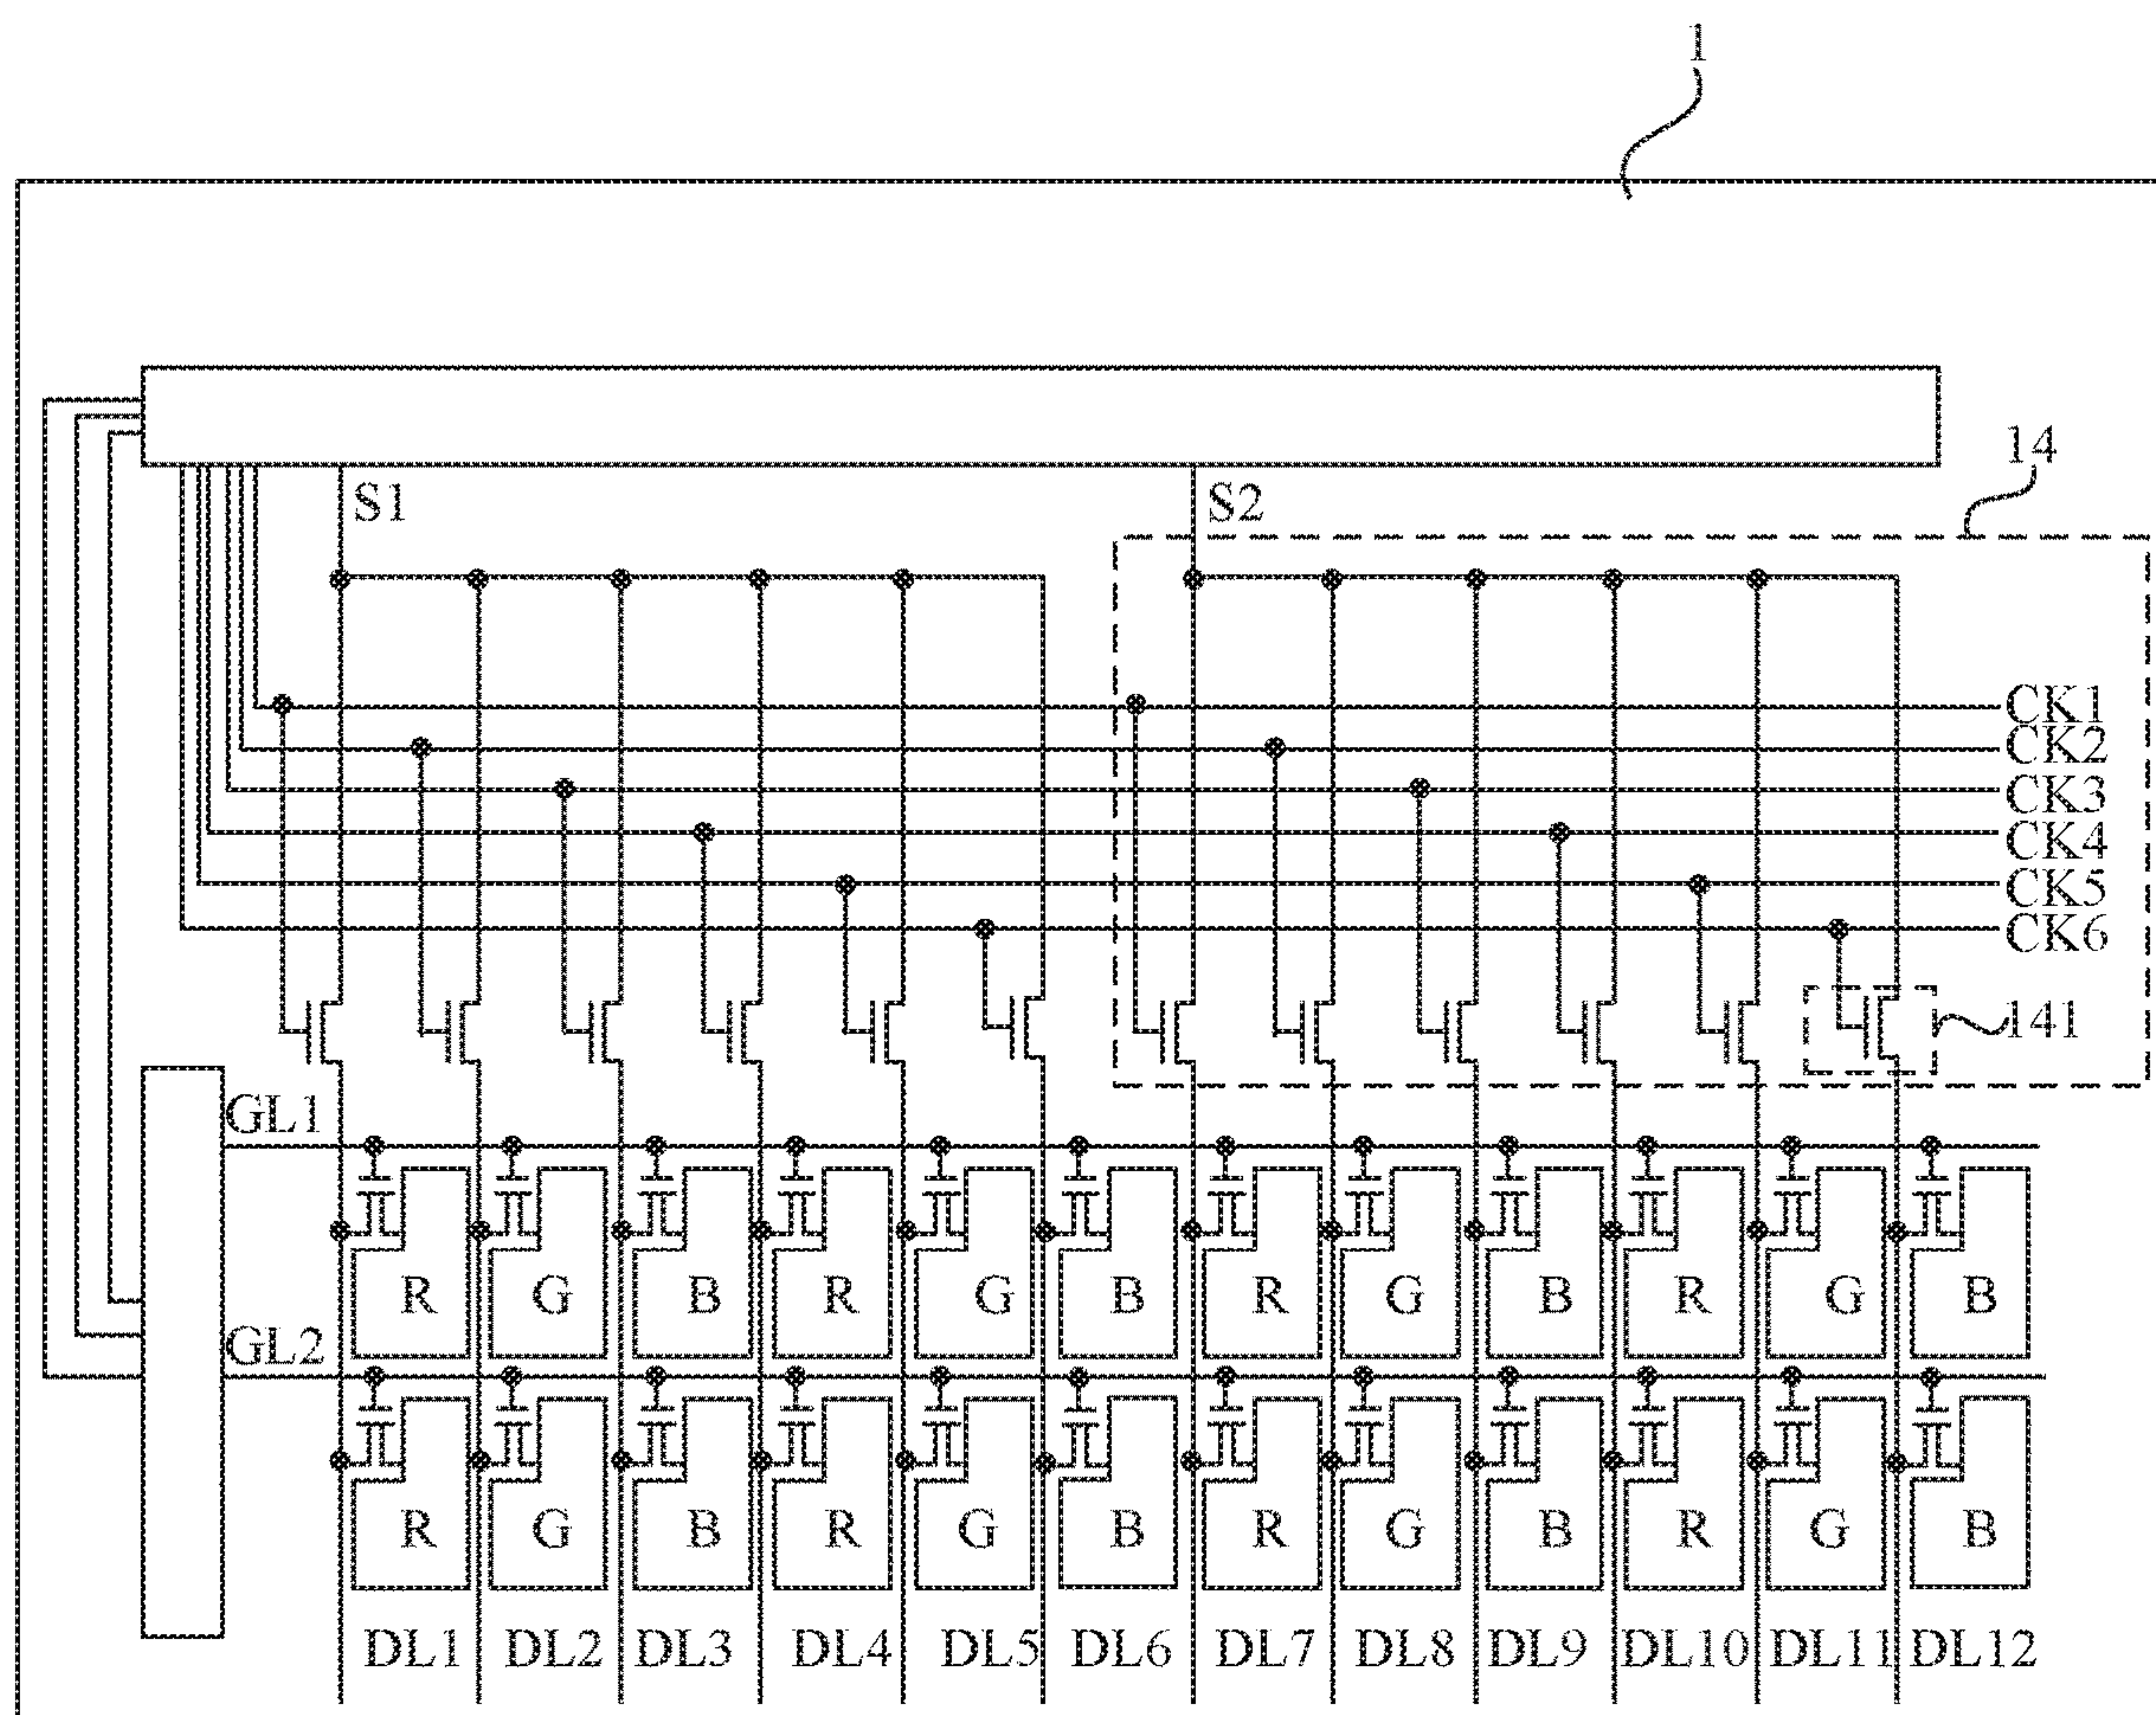 1
14
S1 S2
CK1
CK2
CK3
CK4
CK5
CK6
141
GL1
R G B R G B R G B R G B
GL2
R G B R G B R G B R G B
DL1 DL2 DL3 DL4 DL5 DL6 DL7 DL8 DL9 DL10 DL11 DL12